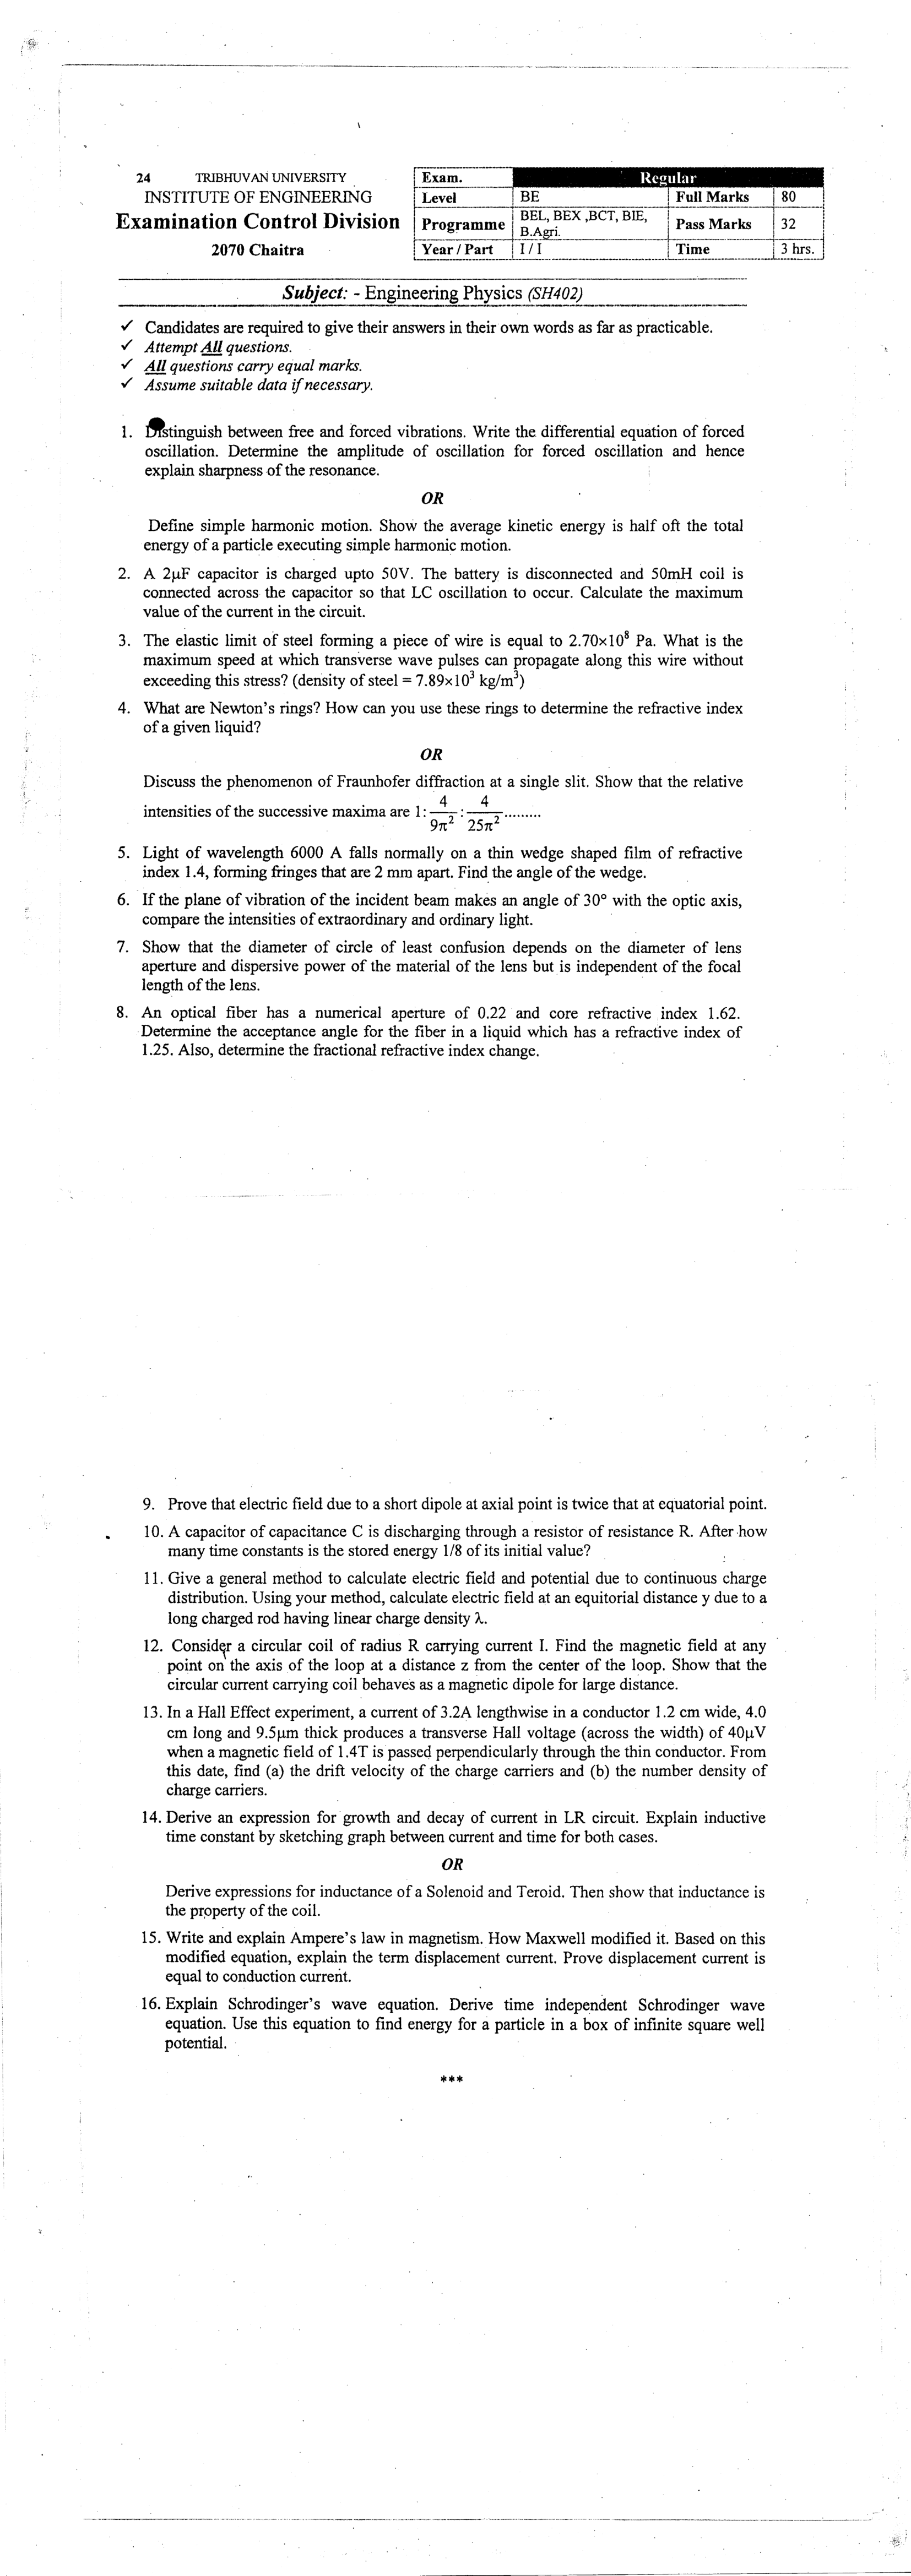 24 TRIBHUVAN UNIVERSITY
INSTITUTE OF ENGINEERING
Examination Control Division
2070 Chaitra
Exam. Regular
Level BE Full Marks 80
Programme BEL, BEX ,BCT, BIE, B.Agri. Pass Marks 32
Year / Part I / I Time 3 hrs.
Subject: - Engineering Physics (SH402)
✓ Candidates are required to give their answers in their own words as far as practicable.
✓ Attempt All questions.
✓ All questions carry equal marks.
✓ Assume suitable data if necessary.
1. Distinguish between free and forced vibrations. Write the differential equation of forced
oscillation. Determine the amplitude of oscillation for forced oscillation and hence
explain sharpness of the resonance.
OR
Define simple harmonic motion. Show the average kinetic energy is half oft the total
energy of a particle executing simple harmonic motion.
2. A 2μF capacitor is charged upto 50V. The battery is disconnected and 50mH coil is
connected across the capacitor so that LC oscillation to occur. Calculate the maximum
value of the current in the circuit.
3. The elastic limit of steel forming a piece of wire is equal to 2.70×10⁸ Pa. What is the
maximum speed at which transverse wave pulses can propagate along this wire without
exceeding this stress? (density of steel = 7.89×10³ kg/m³)
4. What are Newton's rings? How can you use these rings to determine the refractive index
of a given liquid?
OR
Discuss the phenomenon of Fraunhofer diffraction at a single slit. Show that the relative
intensities of the successive maxima are 1: 4/9π² : 4/25π² .........
5. Light of wavelength 6000 A falls normally on a thin wedge shaped film of refractive
index 1.4, forming fringes that are 2 mm apart. Find the angle of the wedge.
6. If the plane of vibration of the incident beam makes an angle of 30° with the optic axis,
compare the intensities of extraordinary and ordinary light.
7. Show that the diameter of circle of least confusion depends on the diameter of lens
aperture and dispersive power of the material of the lens but is independent of the focal
length of the lens.
8. An optical fiber has a numerical aperture of 0.22 and core refractive index 1.62.
Determine the acceptance angle for the fiber in a liquid which has a refractive index of
1.25. Also, determine the fractional refractive index change.
9. Prove that electric field due to a short dipole at axial point is twice that at equatorial point.
10. A capacitor of capacitance C is discharging through a resistor of resistance R. After how
many time constants is the stored energy 1/8 of its initial value?
11. Give a general method to calculate electric field and potential due to continuous charge
distribution. Using your method, calculate electric field at an equitorial distance y due to a
long charged rod having linear charge density λ.
12. Consider a circular coil of radius R carrying current I. Find the magnetic field at any
point on the axis of the loop at a distance z from the center of the loop. Show that the
circular current carrying coil behaves as a magnetic dipole for large distance.
13. In a Hall Effect experiment, a current of 3.2A lengthwise in a conductor 1.2 cm wide, 4.0
cm long and 9.5μm thick produces a transverse Hall voltage (across the width) of 40μV
when a magnetic field of 1.4T is passed perpendicularly through the thin conductor. From
this date, find (a) the drift velocity of the charge carriers and (b) the number density of
charge carriers.
14. Derive an expression for growth and decay of current in LR circuit. Explain inductive
time constant by sketching graph between current and time for both cases.
OR
Derive expressions for inductance of a Solenoid and Teroid. Then show that inductance is
the property of the coil.
15. Write and explain Ampere's law in magnetism. How Maxwell modified it. Based on this
modified equation, explain the term displacement current. Prove displacement current is
equal to conduction current.
16. Explain Schrodinger's wave equation. Derive time independent Schrodinger wave
equation. Use this equation to find energy for a particle in a box of infinite square well
potential.
***